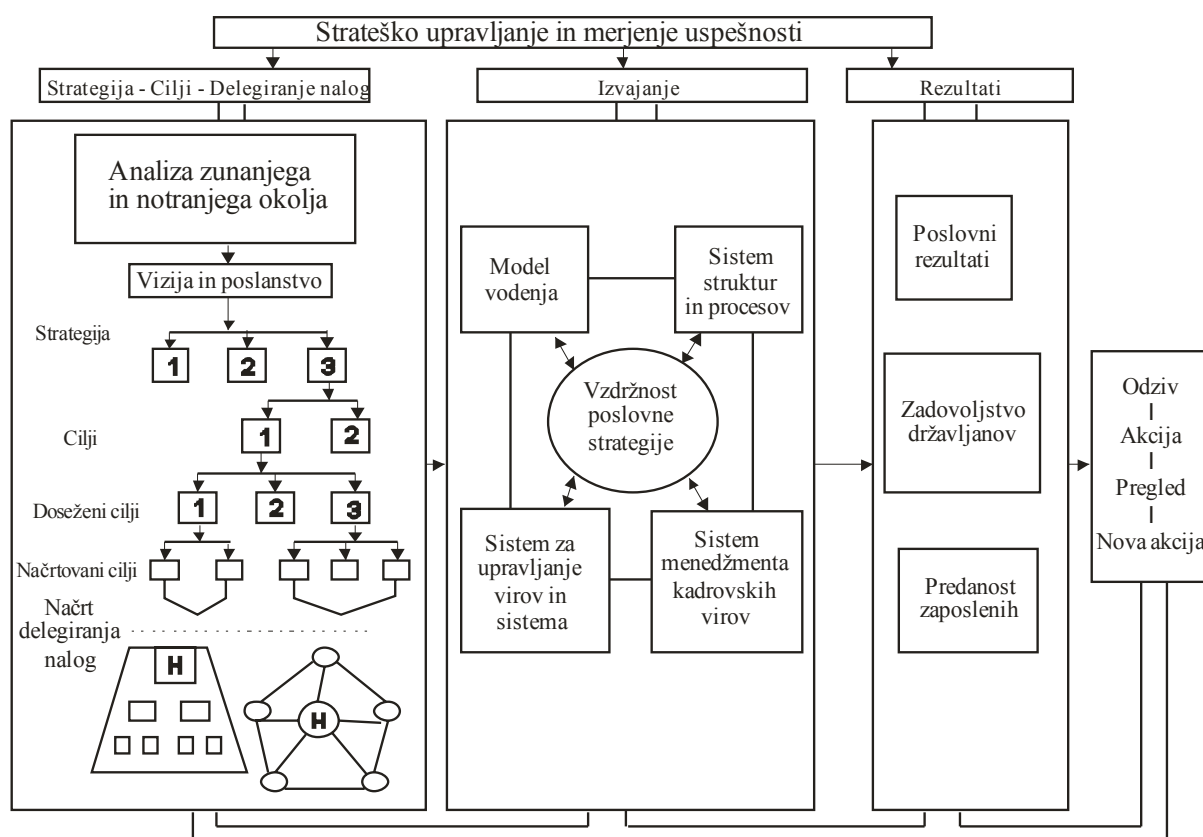 Strateško upravljanje in merjenje uspešnosti
Strategija - Cilji - Delegiranje nalog
Izvajanje
Rezultati
Analiza zunanjega
in notranjega okolja
Vizija in poslanstvo
Strategija
1 2 3
Cilji
1 2
Doseženi cilji
1 2 3
Načrtovani cilji
Načrt
delegiranja
nalog
H
H
Model
vodenja
Sistem
struktur
in procesov
Vzdržnost
poslovne
strategije
Sistem za
upravljanje
virov in
sistema
Sistem
menedžmenta
kadrovskih
virov
Poslovni
rezultati
Zadovoljstvo
državljanov
Predanost
zaposlenih
Odziv
Akcija
Pregled
Nova akcija